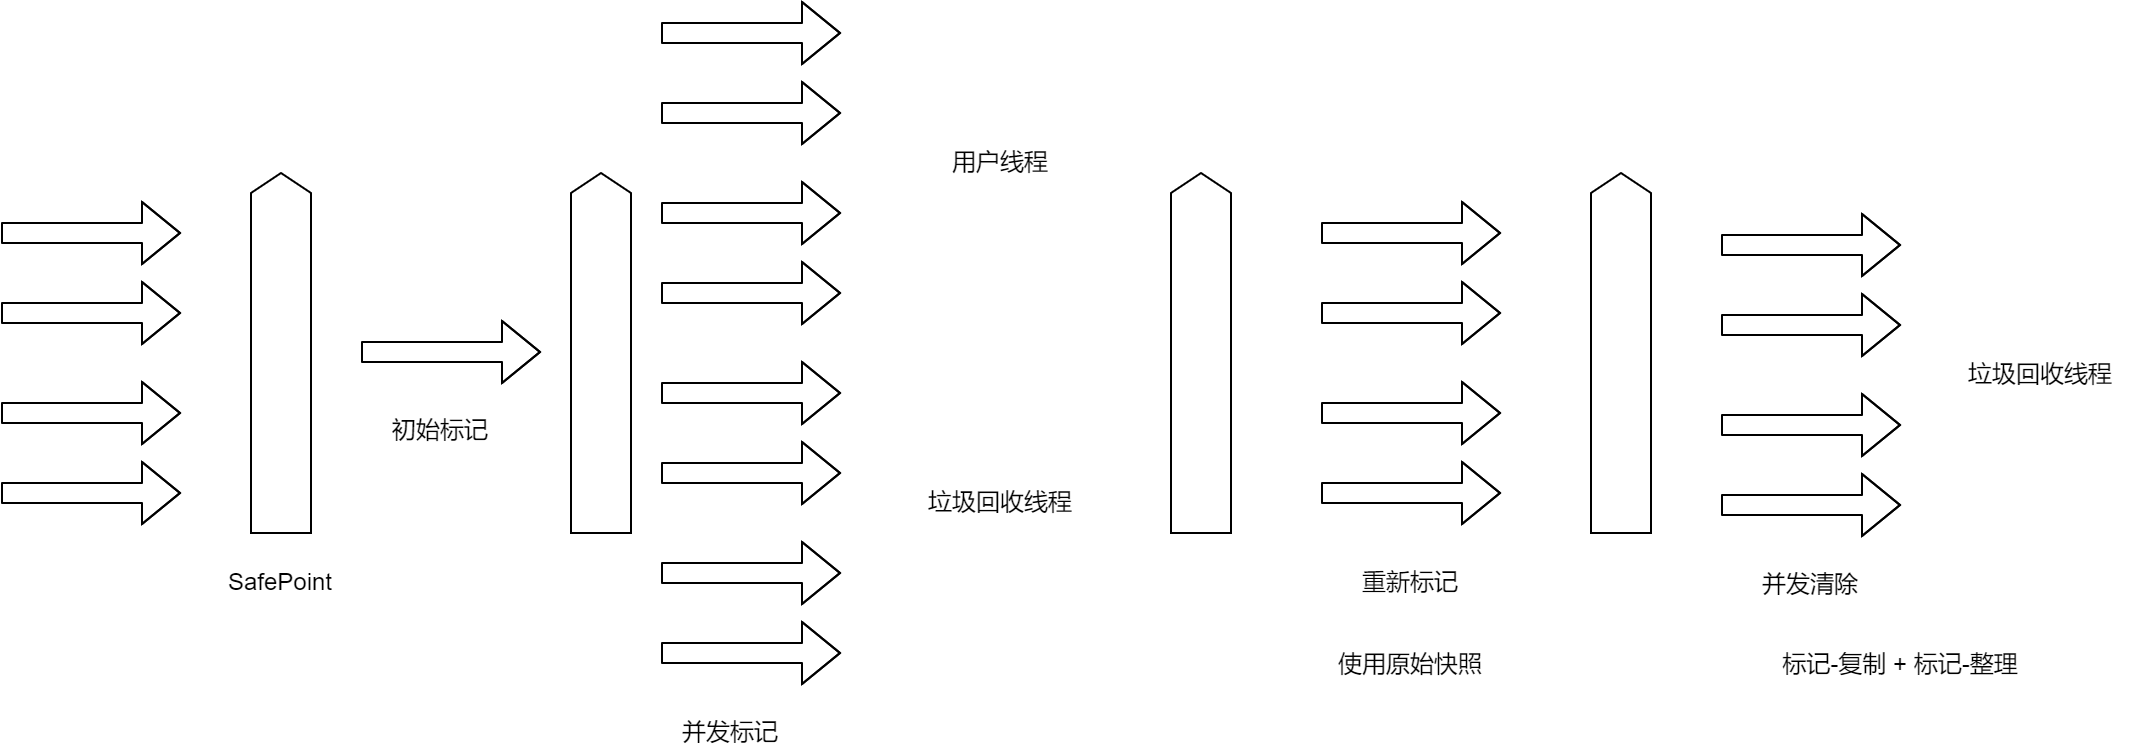 用户线程
垃圾回收线程
初始标记
垃圾回收线程
SafePoint
重新标记
并发清除
使用原始快照
标记-复制 + 标记-整理
并发标记